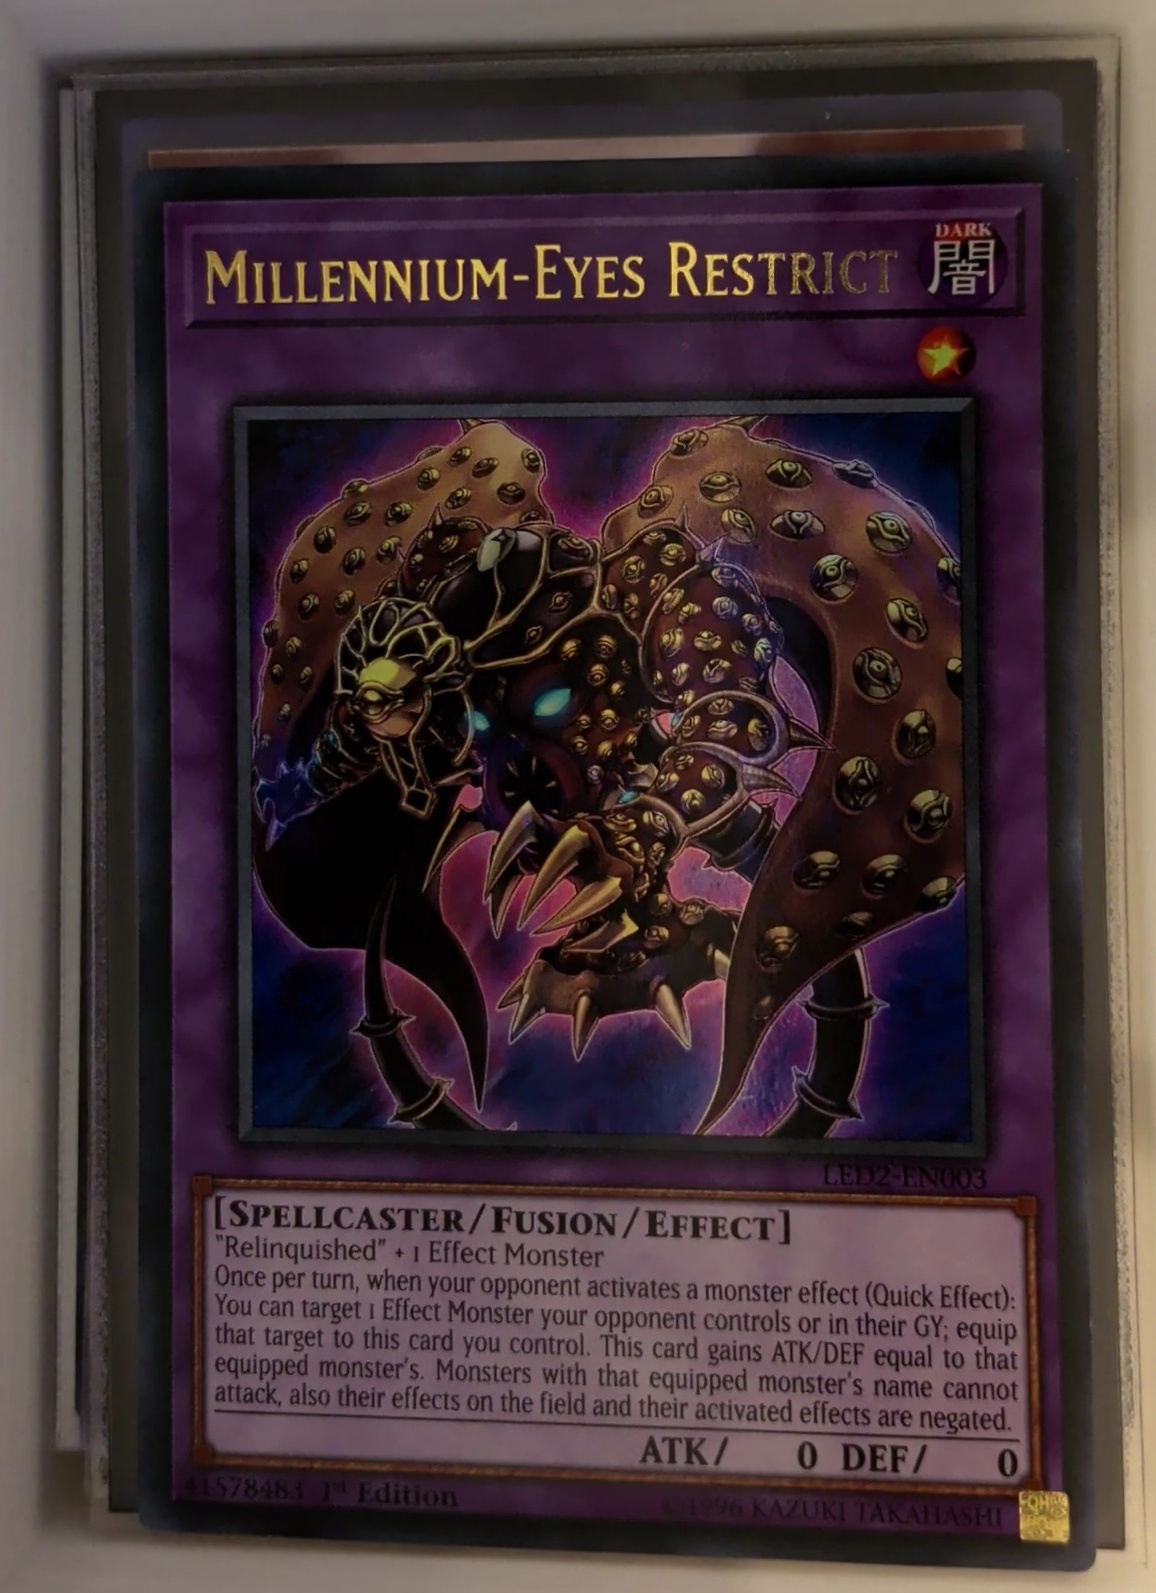 MILLENNIUM-EYES RESTRICT
DARK
闇
LED2-EN003
[SPELLCASTER/FUSION/EFFECT]
"Relinquished" + 1 Effect Monster
Once per turn, when your opponent activates a monster effect (Quick Effect):
You can target 1 Effect Monster your opponent controls or in their GY; equip
that target to this card you control. This card gains ATK/DEF equal to that
equipped monster's. Monsters with that equipped monster's name cannot
attack, also their effects on the field and their activated effects are negated.
ATK/ 0 DEF/ 0
41578483 1st Edition
©1996 KAZUKI TAKAHASHI